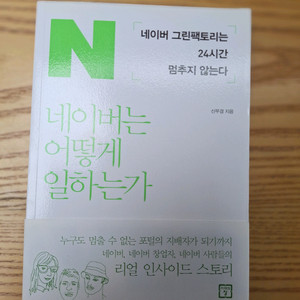 N
네이버 그린팩토리는
24시간
멈추지 않는다
네이버는
어떻게
일하는가
누구도 멈출 수 없는 포털의 지배자가 되기까지
네이버, 네이버 창업자, 네이버 사람들의
리얼 인사이드 스토리